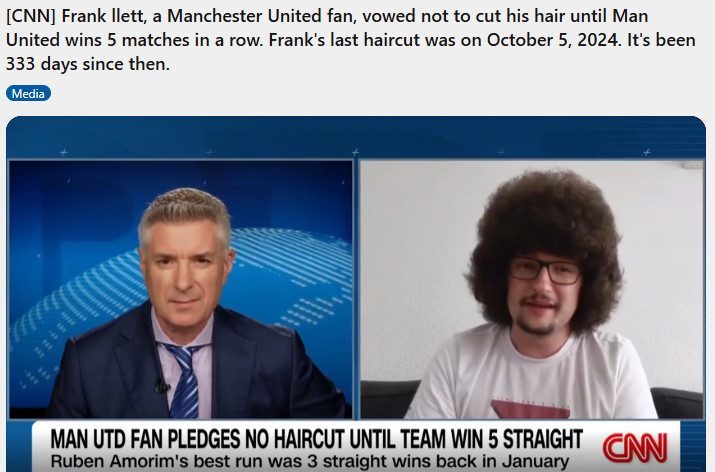 [CNN] Frank llett, a Manchester United fan, vowed not to cut his hair until Man
United wins 5 matches in a row. Frank's last haircut was on October 5, 2024. It's been
333 days since then.
Media
MAN UTD FAN PLEDGES NO HAIRCUT UNTIL TEAM WIN 5 STRAIGHT
Ruben Amorim's best run was 3 straight wins back in January
CNN